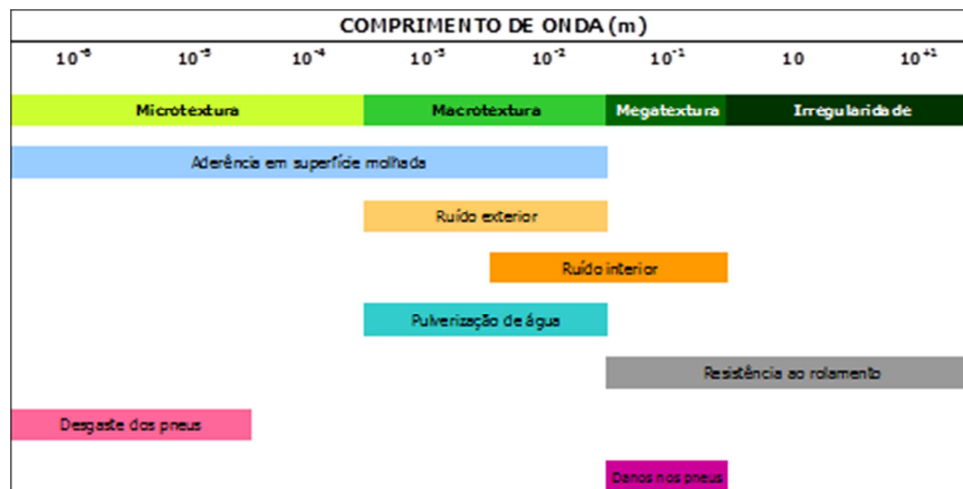 COMPRIMENTO DE ONDA (m)
10⁻⁶ 10⁻⁵ 10⁻⁴ 10⁻³ 10⁻² 10⁻¹ 10 10⁺¹
Microtextura Macrotextura Megatextura Irregularidade
Aderência em superfície molhada
Ruído exterior
Ruído interior
Pulverização de água
Resistência ao rolamento
Desgaste dos pneus
Danos nos pneus